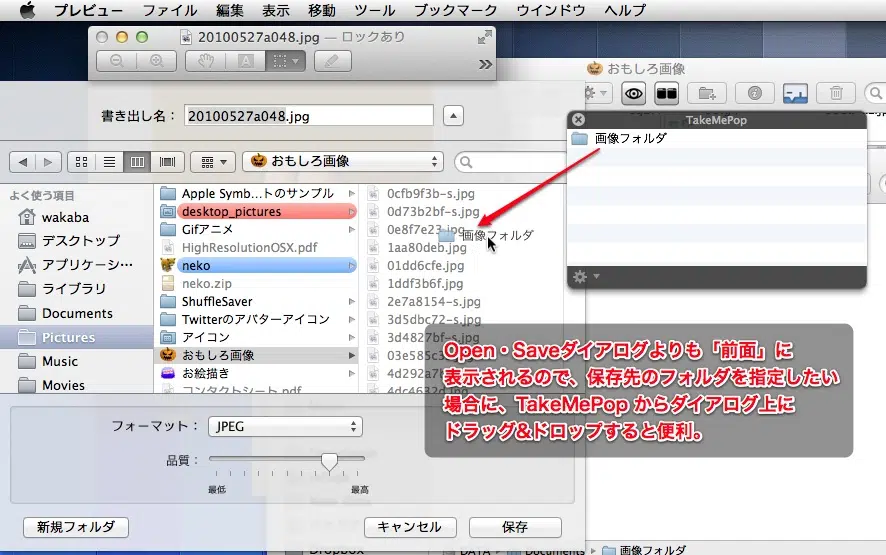 プレビュー ファイル 編集 表示 移動 ツール ブックマーク ウインドウ ヘルプ
20100527a048.jpg — ロックあり
おもしろ画像
書き出し名： 20100527a048.jpg
TakeMePop
画像フォルダ
おもしろ画像
よく使う項目
wakaba
デスクトップ
アプリケーシ…
ライブラリ
Documents
Pictures
Music
Movies
Apple Symb…トのサンプル
desktop_pictures
Gifアニメ
HighResolutionOSX.pdf
neko
neko.zip
ShuffleSaver
Twitterのアバターアイコン
アイコン
おもしろ画像
お絵描き
コンタクトシート.pdf
0cfb9f3b-s.jpg
0d73b2bf-s.jpg
0e8f7e23.jpg
1aa80deb.jpg
01dd6cfe.jpg
1ddf3b6f.jpg
2e7a8154-s.jpg
3d5dbc72-s.jpg
3d4827bf-s.jpg
画像フォルダ
Open・Saveダイアログよりも「前面」に
表示されるので、保存先のフォルダを指定したい
場合に、TakeMePop からダイアログ上に
ドラッグ&ドロップすると便利。
フォーマット： JPEG
品質：
最低 最高
新規フォルダ キャンセル 保存
DATA Documents 画像フォルダ